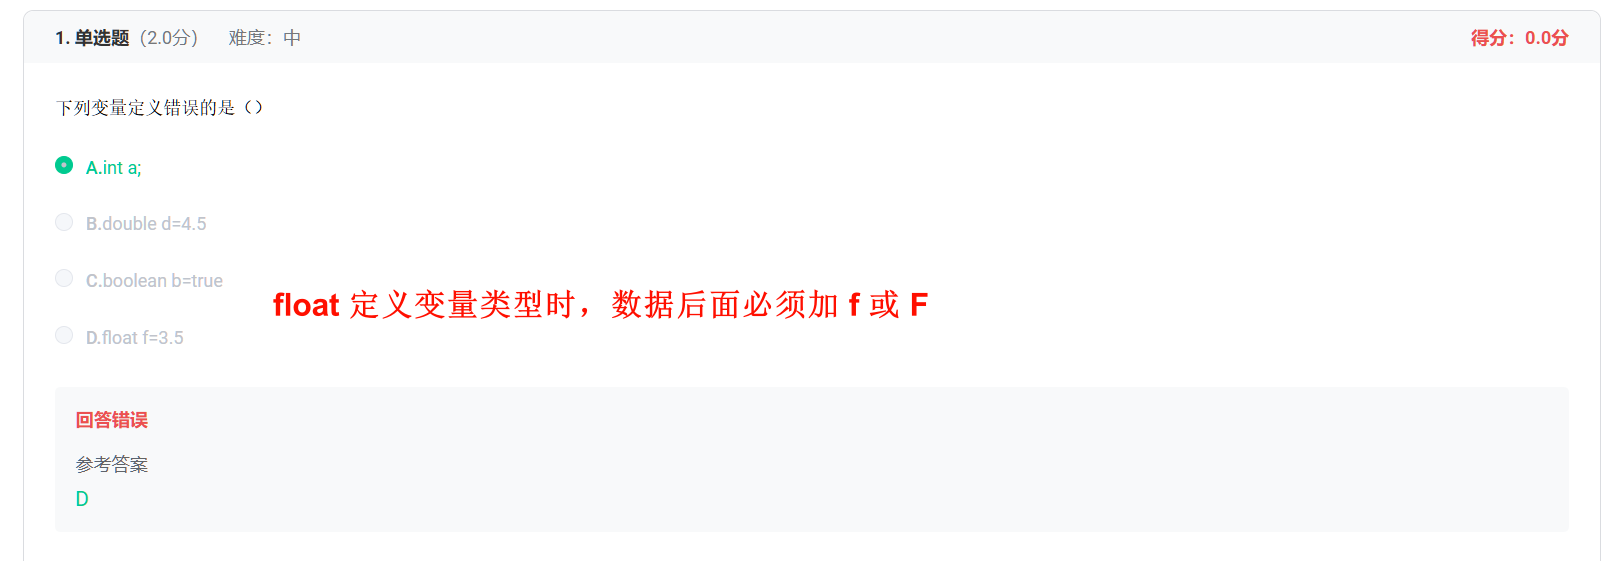 1. 单选题（2.0分） 难度：中 得分：0.0分
下列变量定义错误的是（）
A.int a;
B.double d=4.5
C.boolean b=true
float 定义变量类型时，数据后面必须加 f 或 F
D.float f=3.5
回答错误
参考答案
D